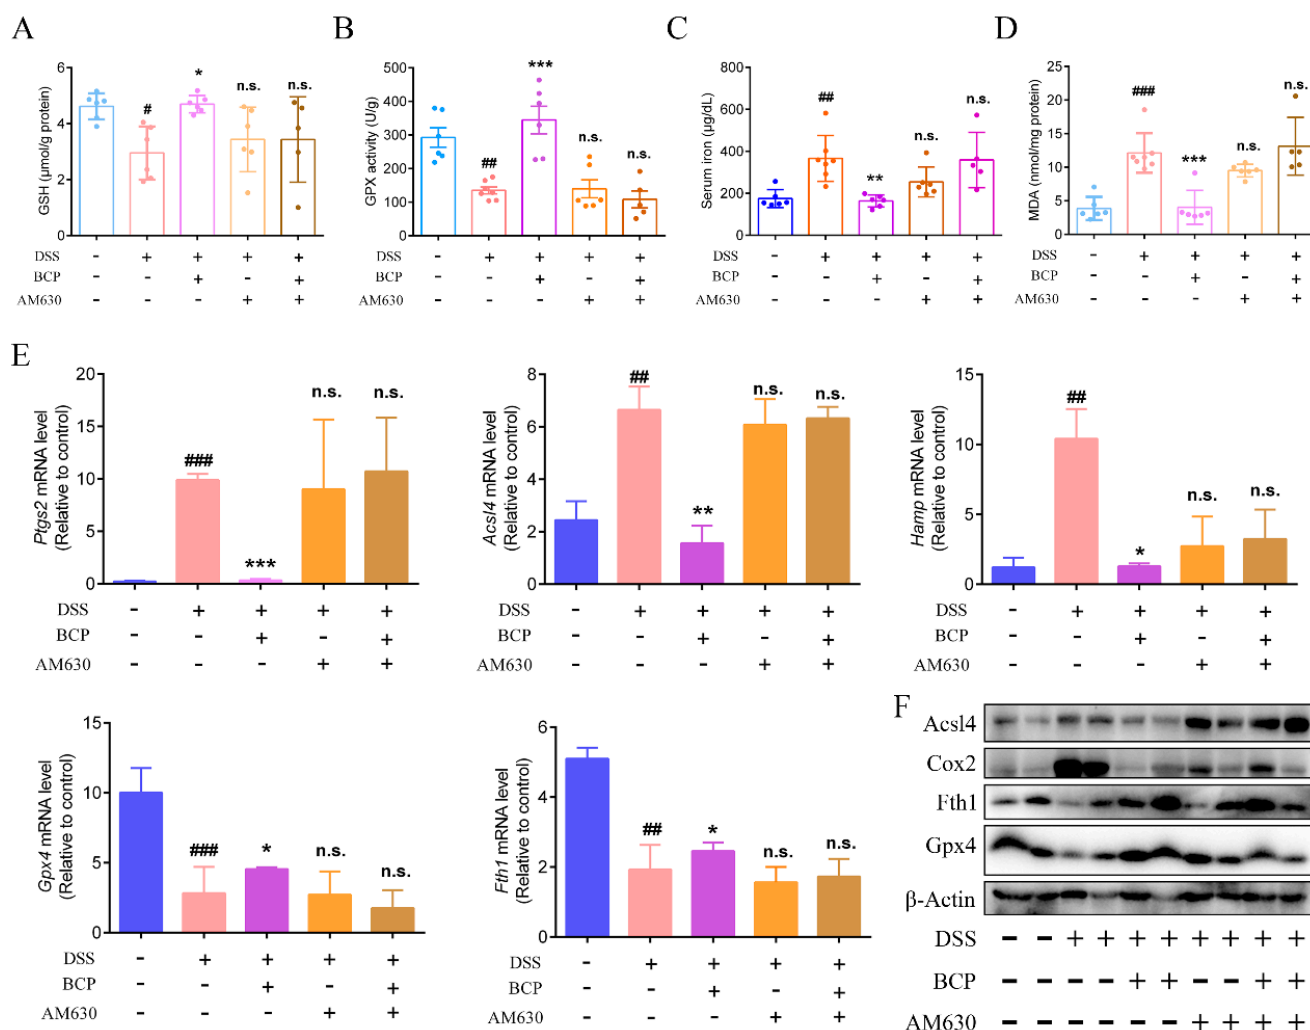 A
GSH (μmol/g protein)
6
4
2
0
#
*
n.s.
n.s.
DSS - + + + +
BCP - - + - +
AM630 - - - + +
B
GPX activity (U/g)
500
400
300
200
100
0
##
***
n.s.
n.s.
- + + + +
- - + - +
- - - + +
C
Serum iron (μg/dL)
800
600
400
200
0
##
**
n.s.
n.s.
DSS - + + + +
BCP - - + - +
AM630 - - - + +
D
MDA (nmol/mg protein)
25
20
15
10
5
0
###
***
n.s.
n.s.
- + + + +
- - + - +
- - - + +
E
Ptgs2 mRNA level
(Relative to control)
20
15
10
5
0
###
***
n.s.
n.s.
DSS - + + + +
BCP - - + - +
AM630 - - - + +
Acsl4 mRNA level
(Relative to control)
8
6
4
2
0
##
**
n.s.
n.s.
DSS - + + + +
BCP - - + - +
AM630 - - - + +
Hamp mRNA level
(Relative to control)
15
10
5
0
##
*
n.s.
n.s.
DSS - + + + +
BCP - - + - +
AM630 - - - + +
Gpx4 mRNA level
(Relative to control)
15
10
5
0
###
*
n.s.
n.s.
DSS - + + + +
BCP - - + - +
AM630 - - - + +
Fth1 mRNA level
(Relative to control)
6
4
2
0
##
*
n.s.
n.s.
DSS - + + + +
BCP - - + - +
AM630 - - - + +
F
Acsl4
Cox2
Fth1
Gpx4
β-Actin
DSS - - + + + + + + + +
BCP - - - - + + - - + +
AM630 - - - - - - + + + +